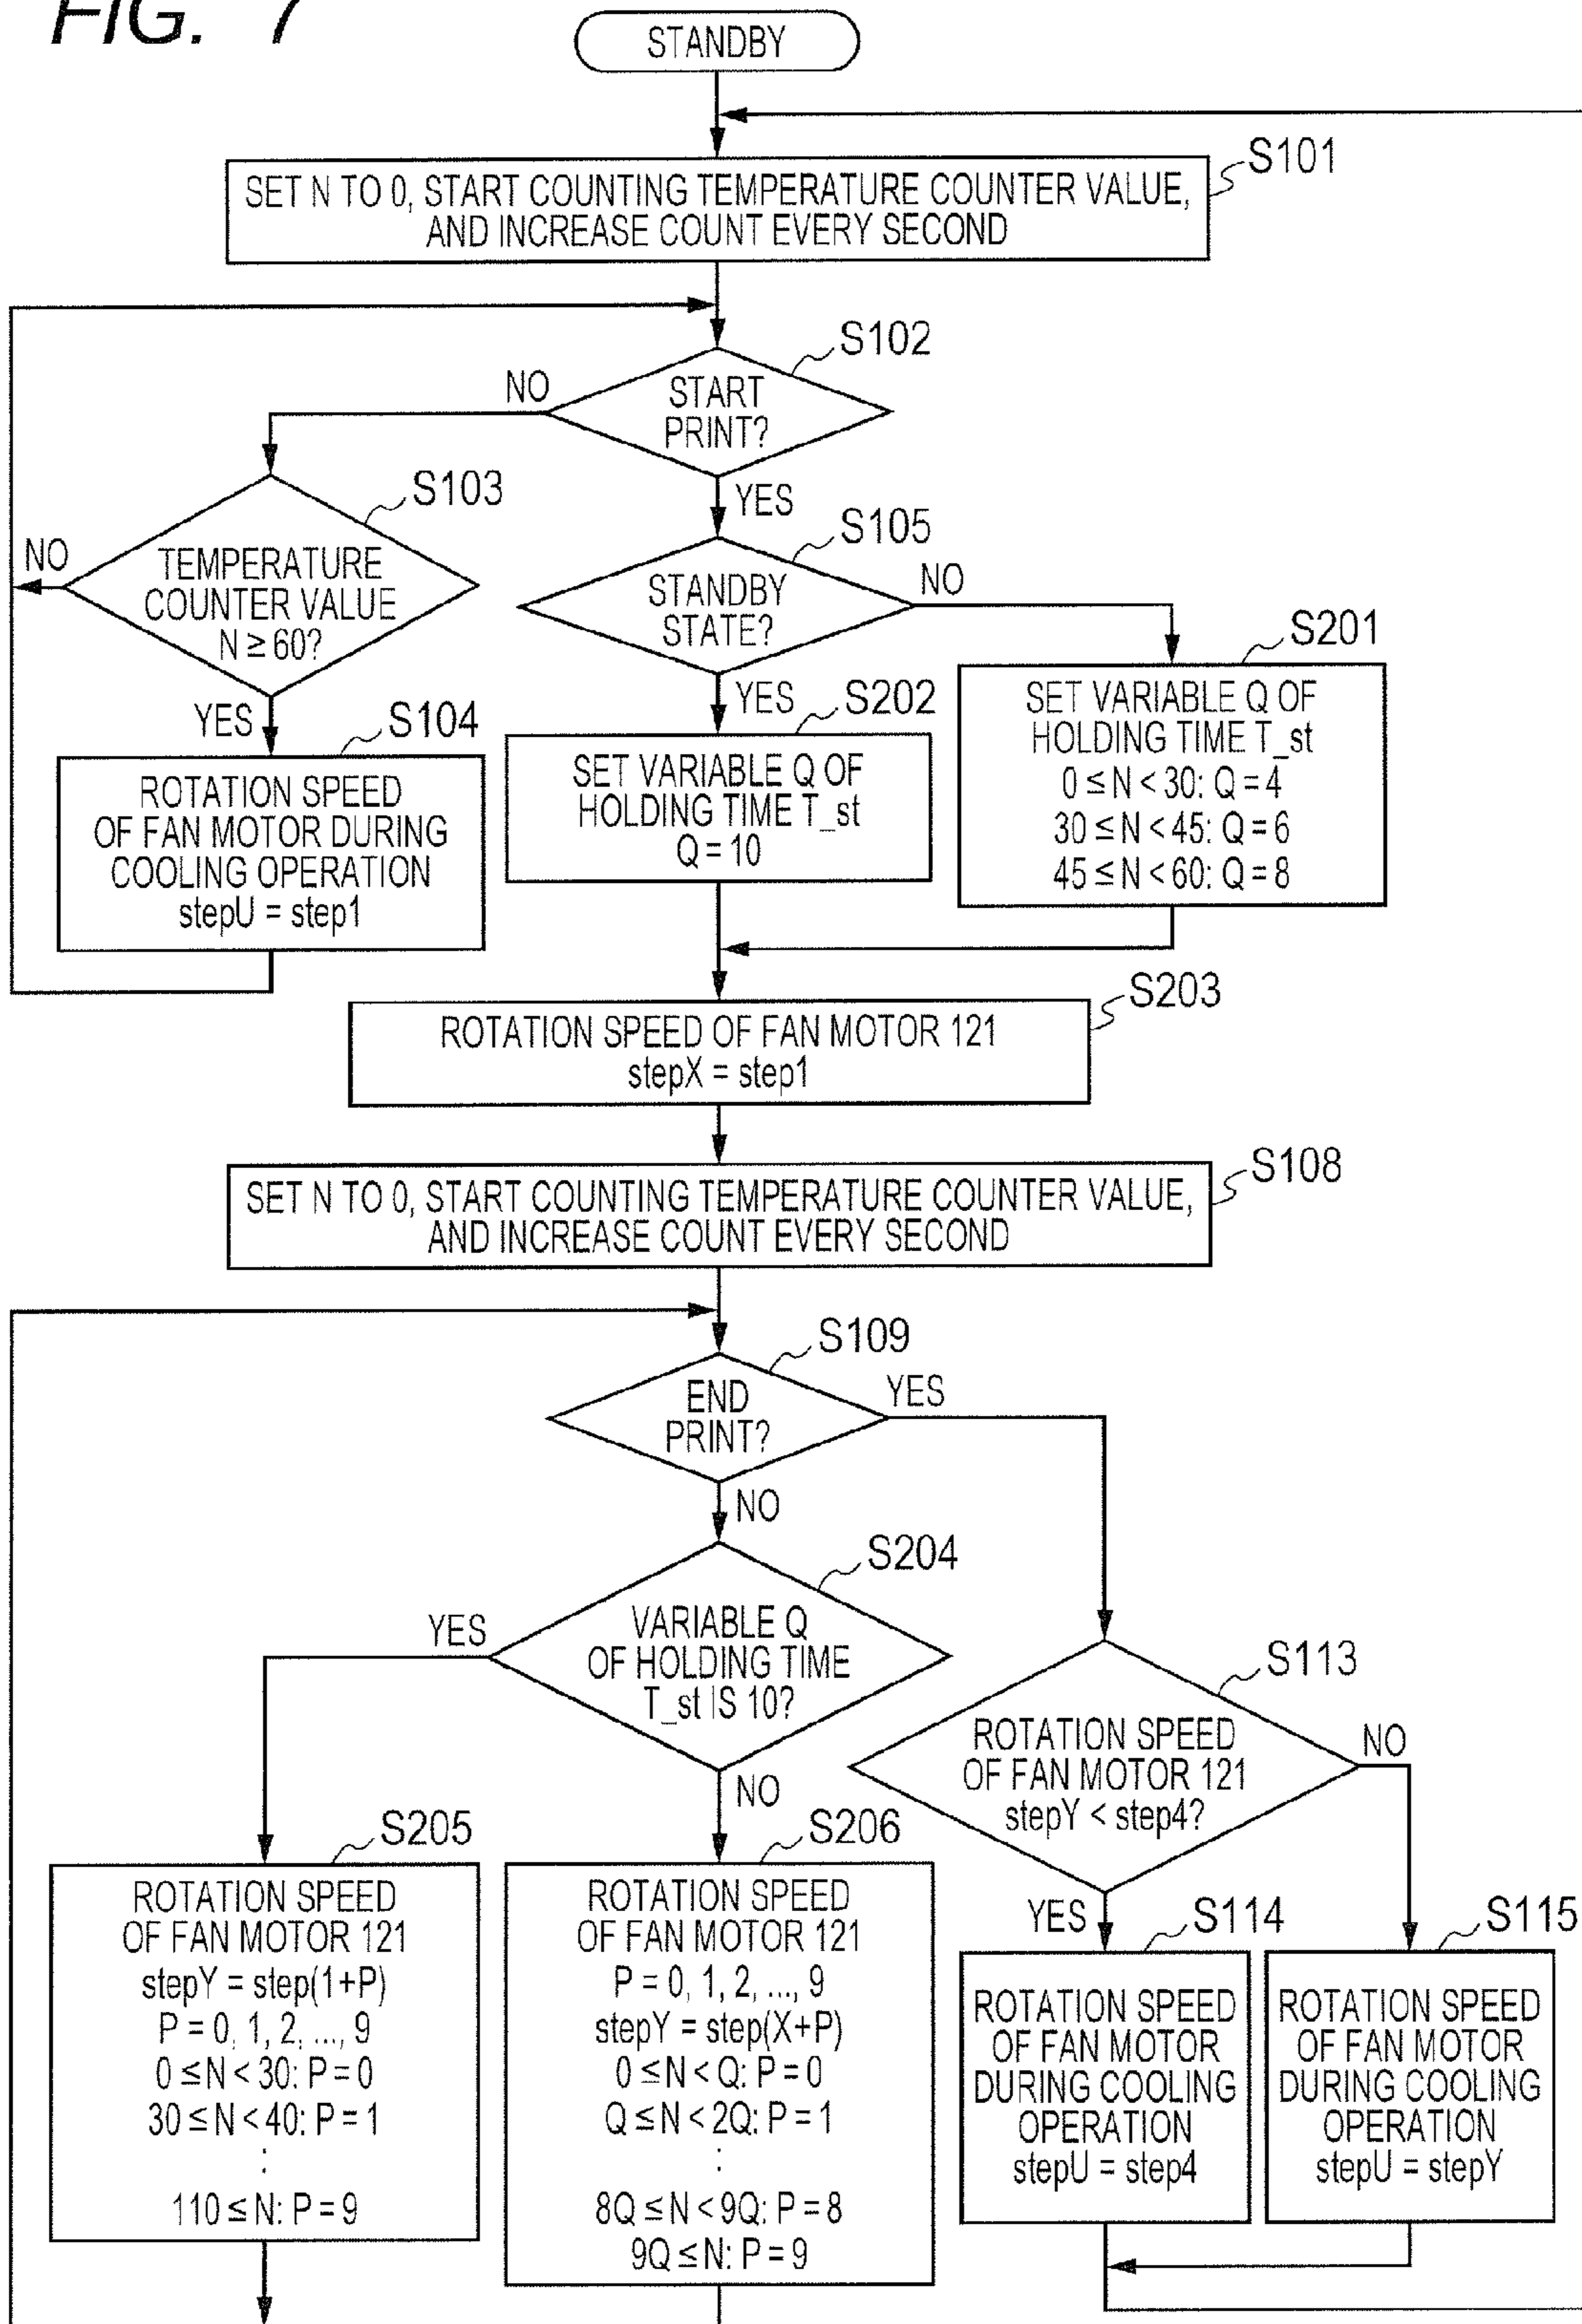 FIG. 7
STANDBY
S101
SET N TO 0, START COUNTING TEMPERATURE COUNTER VALUE,
AND INCREASE COUNT EVERY SECOND
S102
START
PRINT?
NO
YES
S103
TEMPERATURE
COUNTER VALUE
N ≥ 60?
NO
YES
S105
STANDBY
STATE?
NO
YES
S104
ROTATION SPEED
OF FAN MOTOR DURING
COOLING OPERATION
stepU = step1
S202
SET VARIABLE Q OF
HOLDING TIME T_st
Q = 10
S201
SET VARIABLE Q OF
HOLDING TIME T_st
0 ≤ N < 30: Q = 4
30 ≤ N < 45: Q = 6
45 ≤ N < 60: Q = 8
S203
ROTATION SPEED OF FAN MOTOR 121
stepX = step1
S108
SET N TO 0, START COUNTING TEMPERATURE COUNTER VALUE,
AND INCREASE COUNT EVERY SECOND
S109
END
PRINT?
YES
NO
S204
VARIABLE Q
OF HOLDING TIME
T_st IS 10?
YES
NO
S113
ROTATION SPEED
OF FAN MOTOR 121
stepY < step4?
NO
YES
S205
ROTATION SPEED
OF FAN MOTOR 121
stepY = step(1+P)
P = 0, 1, 2, ..., 9
0 ≤ N < 30: P = 0
30 ≤ N < 40: P = 1
:
110 ≤ N: P = 9
S206
ROTATION SPEED
OF FAN MOTOR 121
P = 0, 1, 2, ..., 9
stepY = step(X+P)
0 ≤ N < Q: P = 0
Q ≤ N < 2Q: P = 1
:
8Q ≤ N < 9Q: P = 8
9Q ≤ N: P = 9
S114
ROTATION SPEED
OF FAN MOTOR
DURING COOLING
OPERATION
stepU = step4
S115
ROTATION SPEED
OF FAN MOTOR
DURING COOLING
OPERATION
stepU = stepY